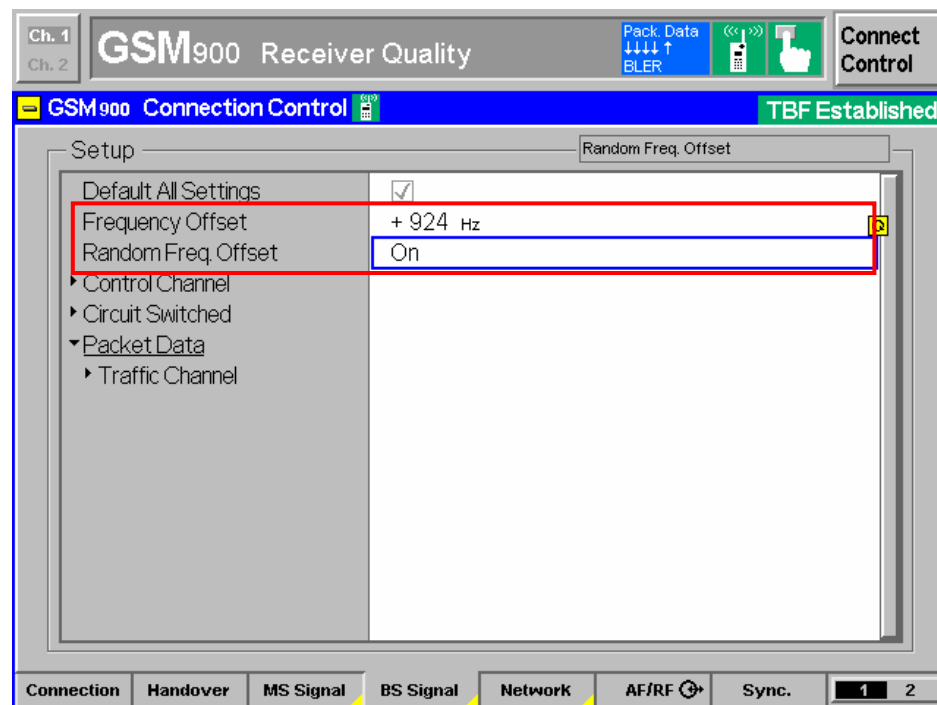 Ch. 1
Ch. 2
GSM900 Receiver Quality
Pack. Data
↓↓↓↓ ↑
BLER
Connect
Control
GSM900 Connection Control
TBF Established
Setup
Random Freq. Offset
Default All Settings
Frequency Offset + 924 Hz
Random Freq. Offset On
Control Channel
Circuit Switched
Packet Data
Traffic Channel
Connection Handover MS Signal BS Signal Network AF/RF Sync. 1 2